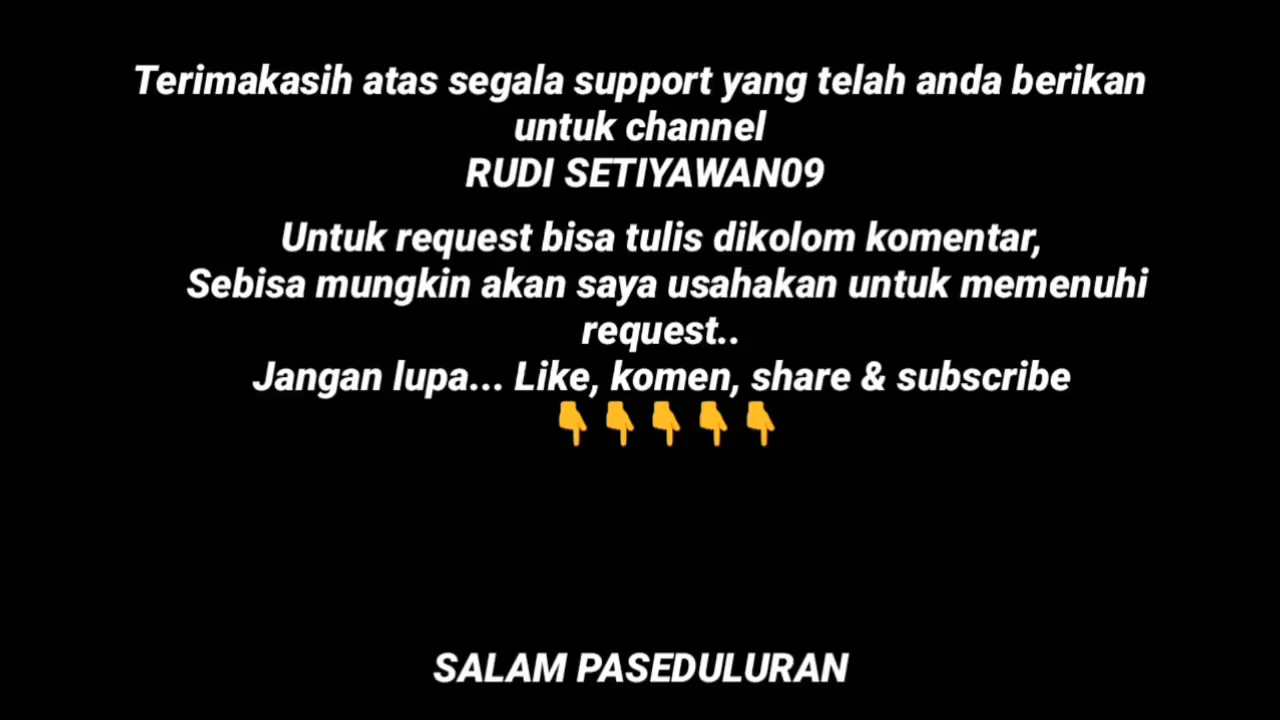 Terimakasih atas segala support yang telah anda berikan
untuk channel
RUDI SETIYAWAN09
Untuk request bisa tulis dikolom komentar,
Sebisa mungkin akan saya usahakan untuk memenuhi
request..
Jangan lupa... Like, komen, share & subscribe
👇👇👇👇👇
SALAM PASEDULURAN